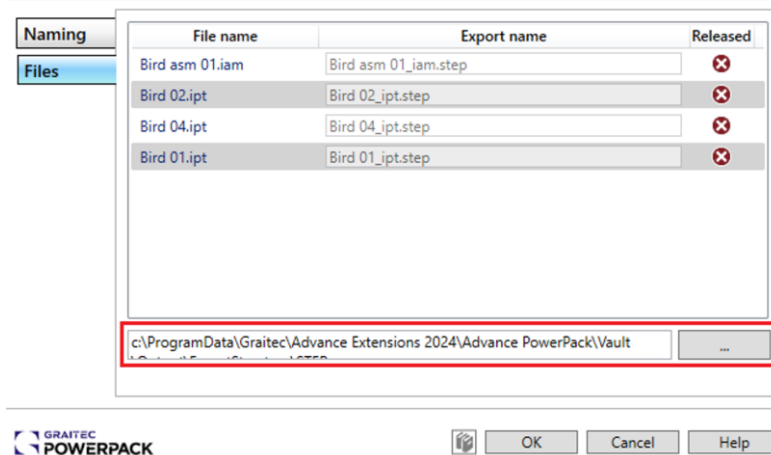 Naming
Files
File name Export name Released
Bird asm 01.iam Bird asm 01_iam.step
Bird 02.ipt Bird 02_ipt.step
Bird 04.ipt Bird 04_ipt.step
Bird 01.ipt Bird 01_ipt.step
c:\ProgramData\Graitec\Advance Extensions 2024\Advance PowerPack\Vault
...
GRAITEC
POWERPACK
OK Cancel Help